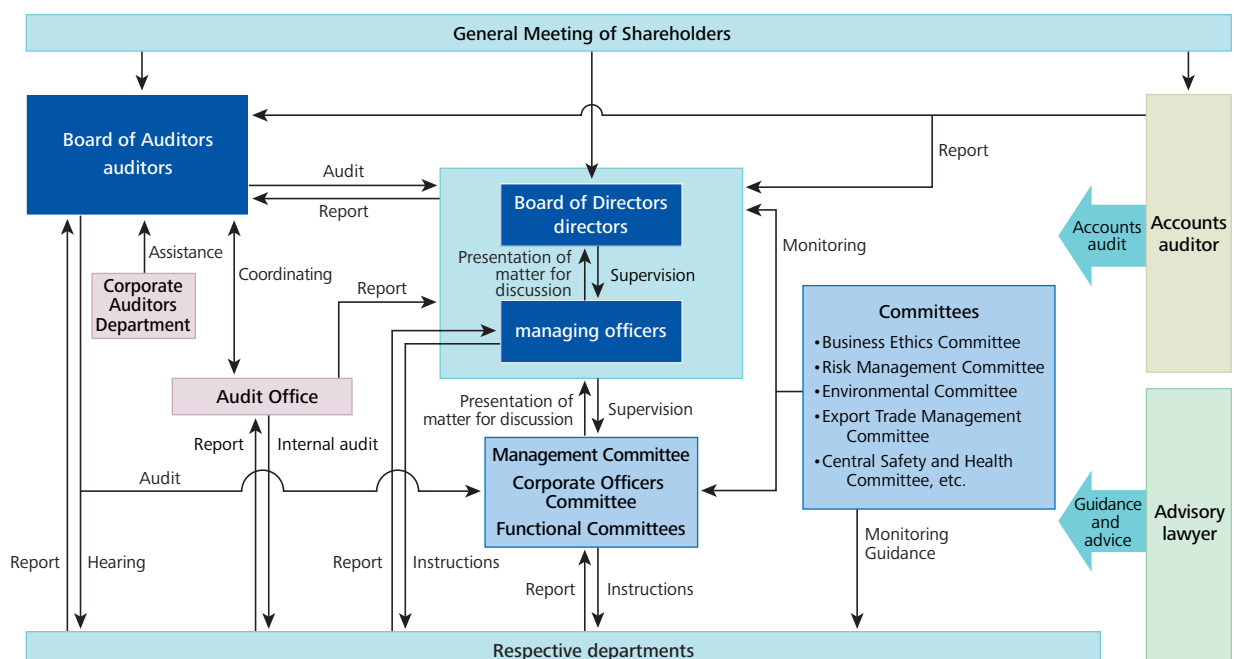 General Meeting of Shareholders
Board of Auditors
auditors
Audit
Report
Report
Board of Directors
directors
Accounts
audit
Accounts
auditor
Monitoring
Assistance
Coordinating
Corporate
Auditors
Department
Report
Presentation of
matter for
discussion
Supervision
managing officers
Committees
•Business Ethics Committee
•Risk Management Committee
•Environmental Committee
•Export Trade Management
Committee
•Central Safety and Health
Committee, etc.
Audit Office
Presentation of
matter for discussion
Supervision
Report
Internal audit
Audit
Management Committee
Corporate Officers
Committee
Functional Committees
Guidance
and
advice
Advisory
lawyer
Monitoring
Guidance
Report
Hearing
Report
Instructions
Report
Instructions
Respective departments